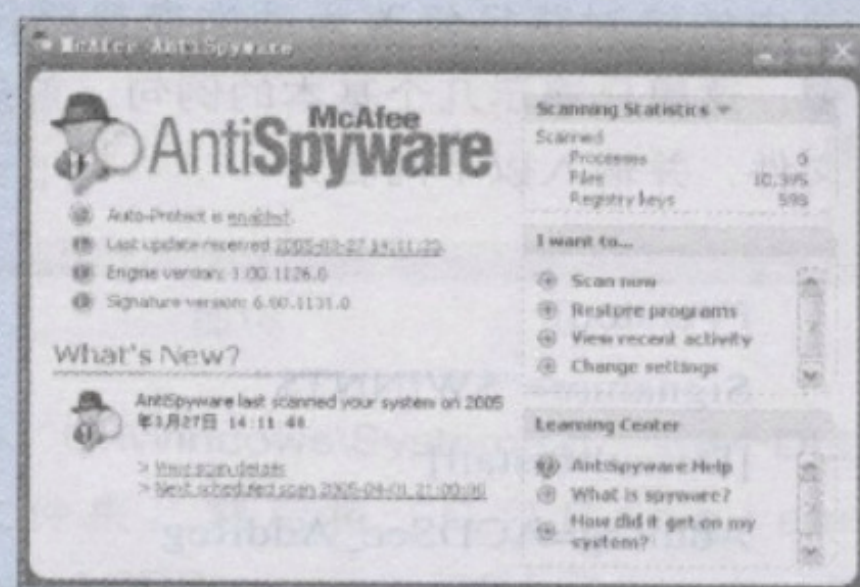 McAfee AntiSpyware
McAfee
AntiSpyware
Auto-Protect is enabled.
Last update received 2005-03-27 14:11:20.
Engine version: 1.00.1126.0
Signature version: 6.00.1131.0
What's New?
AntiSpyware last scanned your system on 2005
年3月27日 14:11:48.
> View scan details
> Next scheduled scan 2005-04-01 21:00:00
Scanning Statistics
Scanned
Processes 0
Files 10,395
Registry keys 598
I want to...
Scan now
Restore programs
View recent activity
Change settings
Learning Center
AntiSpyware Help
What is spyware?
How did it get on my
system?